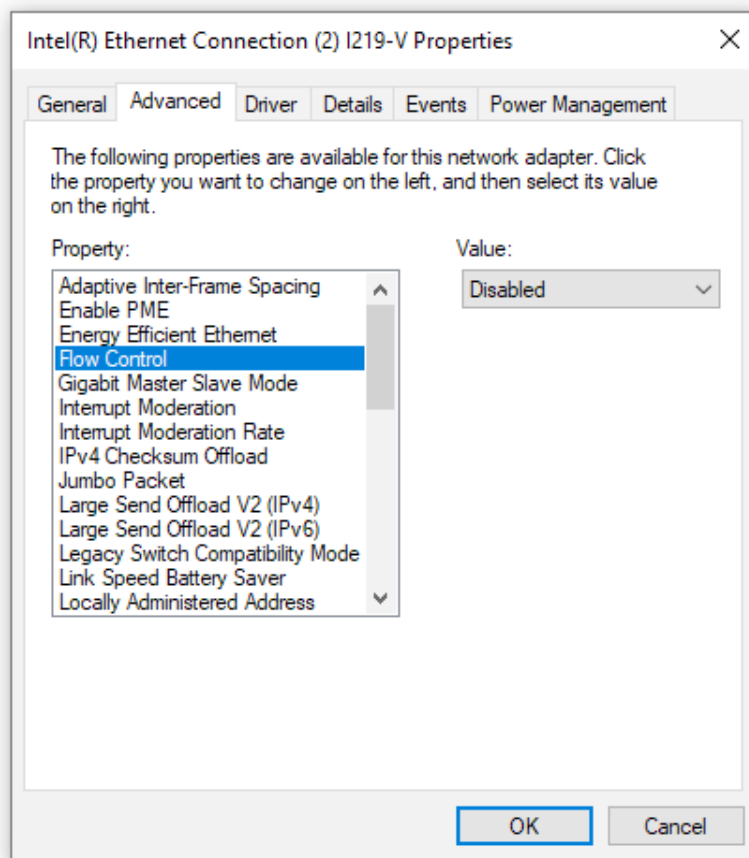 Intel(R) Ethernet Connection (2) I219-V Properties
General Advanced Driver Details Events Power Management
The following properties are available for this network adapter. Click
the property you want to change on the left, and then select its value
on the right.
Property: Value:
Adaptive Inter-Frame Spacing Disabled
Enable PME
Energy Efficient Ethernet
Flow Control
Gigabit Master Slave Mode
Interrupt Moderation
Interrupt Moderation Rate
IPv4 Checksum Offload
Jumbo Packet
Large Send Offload V2 (IPv4)
Large Send Offload V2 (IPv6)
Legacy Switch Compatibility Mode
Link Speed Battery Saver
Locally Administered Address
OK Cancel